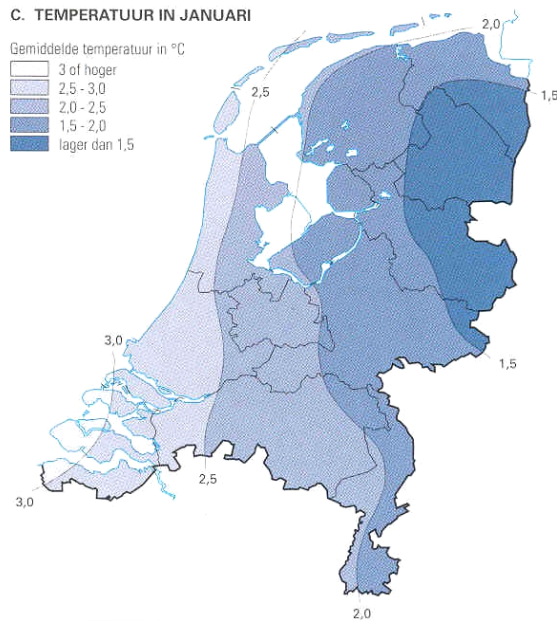 C. TEMPERATUUR IN JANUARI
Gemiddelde temperatuur in °C
3 of hoger
2,5 - 3,0
2,0 - 2,5
1,5 - 2,0
lager dan 1,5
2,0
2,5
1,5
3,0
1,5
2,5
3,0
2,0